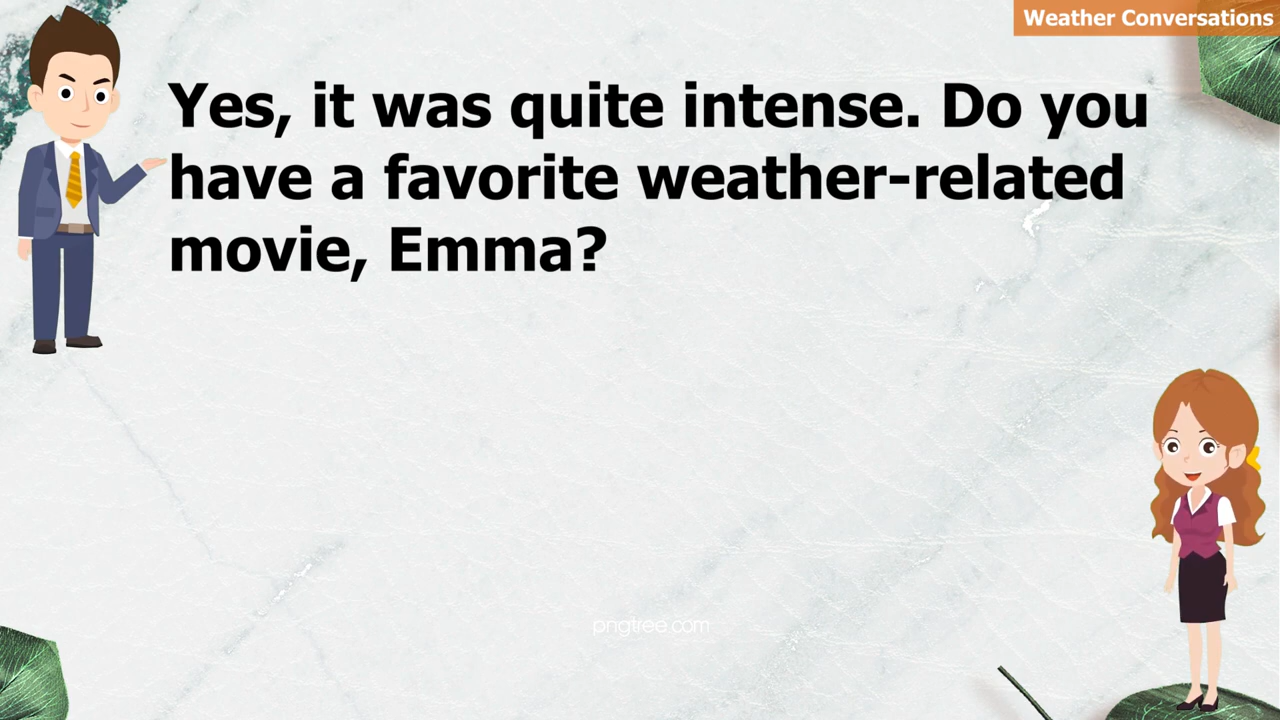 Weather Conversations
Yes, it was quite intense. Do you
have a favorite weather-related
movie, Emma?
pngtree.com